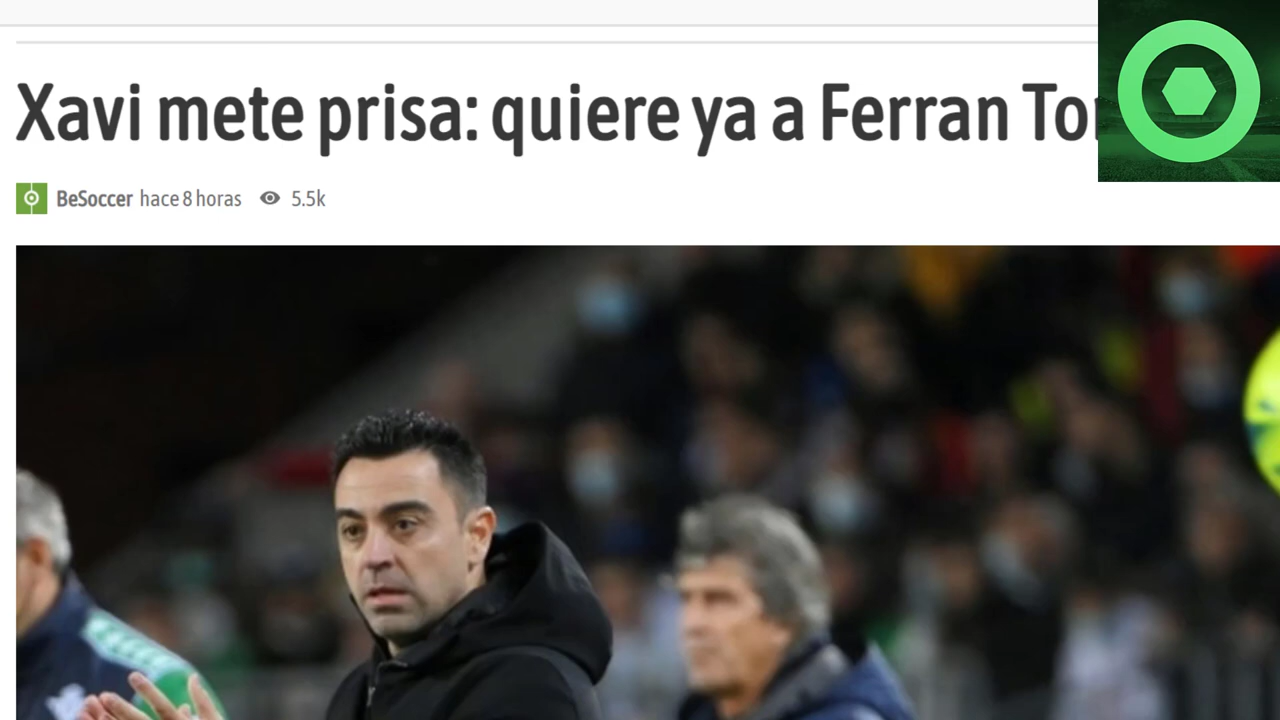 Xavi mete prisa: quiere ya a Ferran
BeSoccer hace 8 horas 5.5k